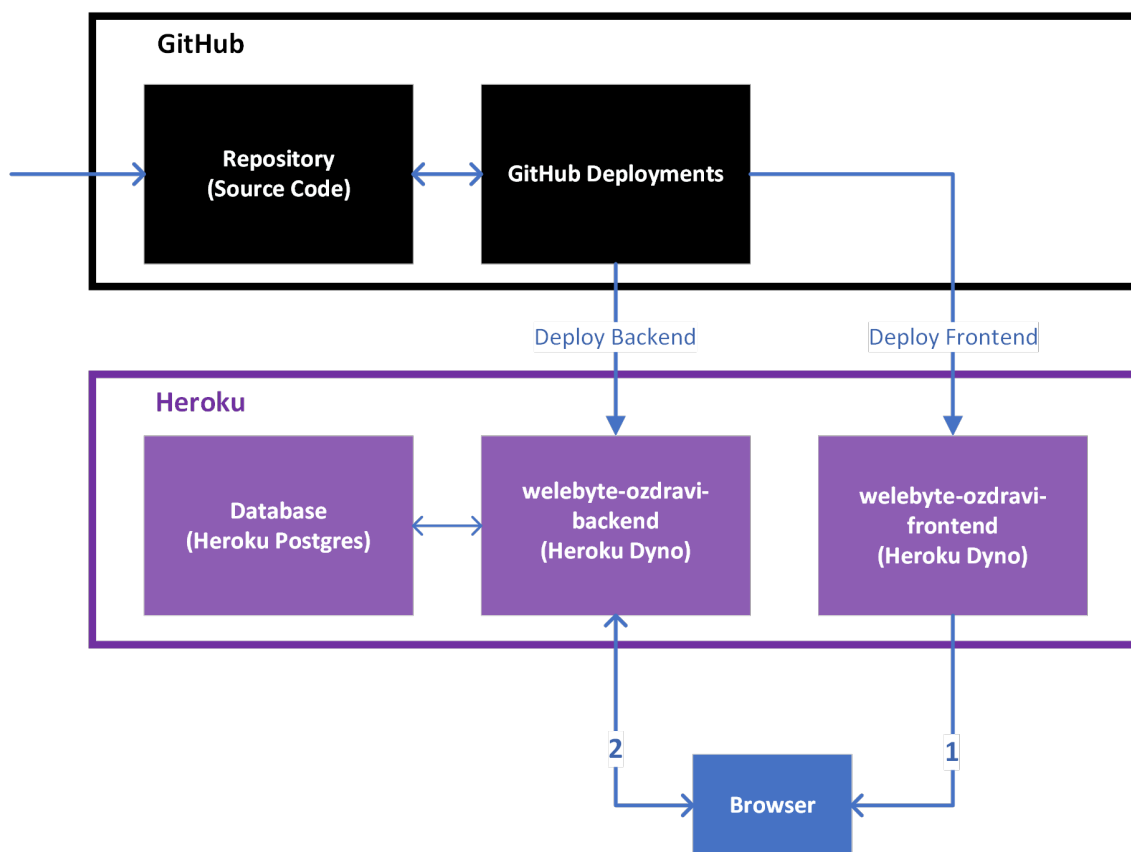 GitHub
Repository
(Source Code)
GitHub Deployments
Deploy Backend
Deploy Frontend
Heroku
Database
(Heroku Postgres)
welebyte-ozdravi-
backend
(Heroku Dyno)
welebyte-ozdravi-
frontend
(Heroku Dyno)
2
1
Browser